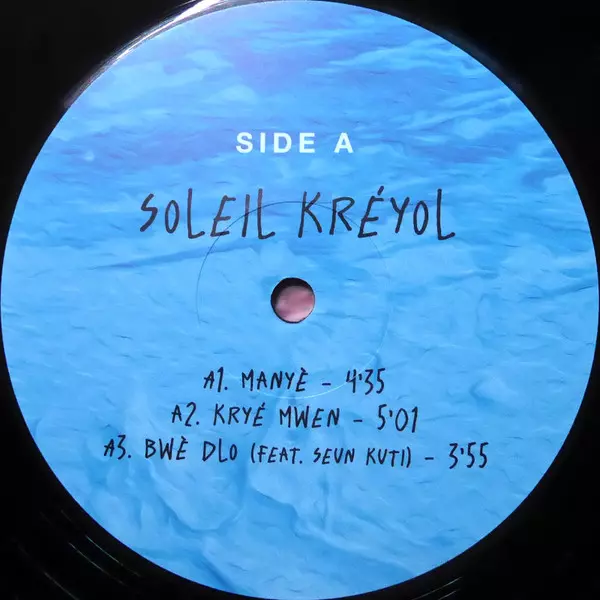 SIDE A
SOLEIL KRÉYOL
A1. MANYÈ - 4'35
A2. KRYÉ MWEN - 5'01
A3. BWÈ DLO (FEAT. SEUN KUTI) - 3'55